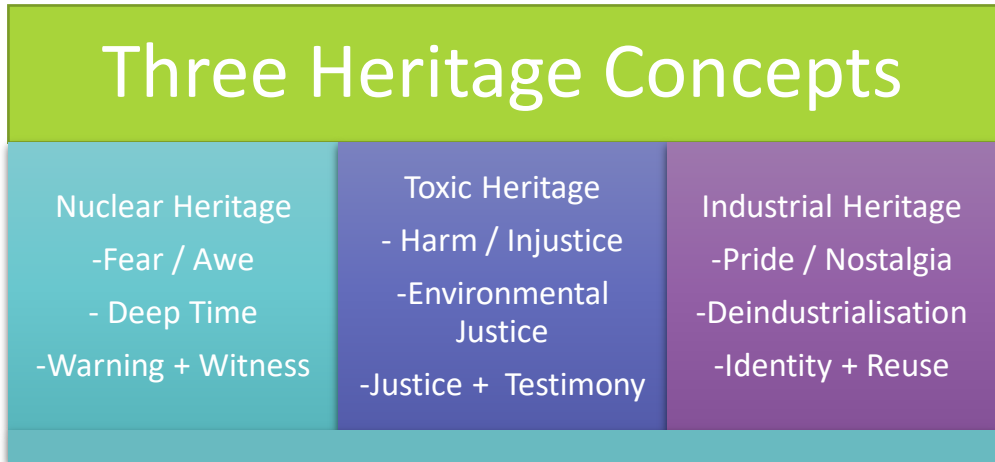 Three Heritage Concepts
Nuclear Heritage
-Fear / Awe
- Deep Time
-Warning + Witness
Toxic Heritage
- Harm / Injustice
-Environmental
Justice
-Justice + Testimony
Industrial Heritage
-Pride / Nostalgia
-Deindustrialisation
-Identity + Reuse